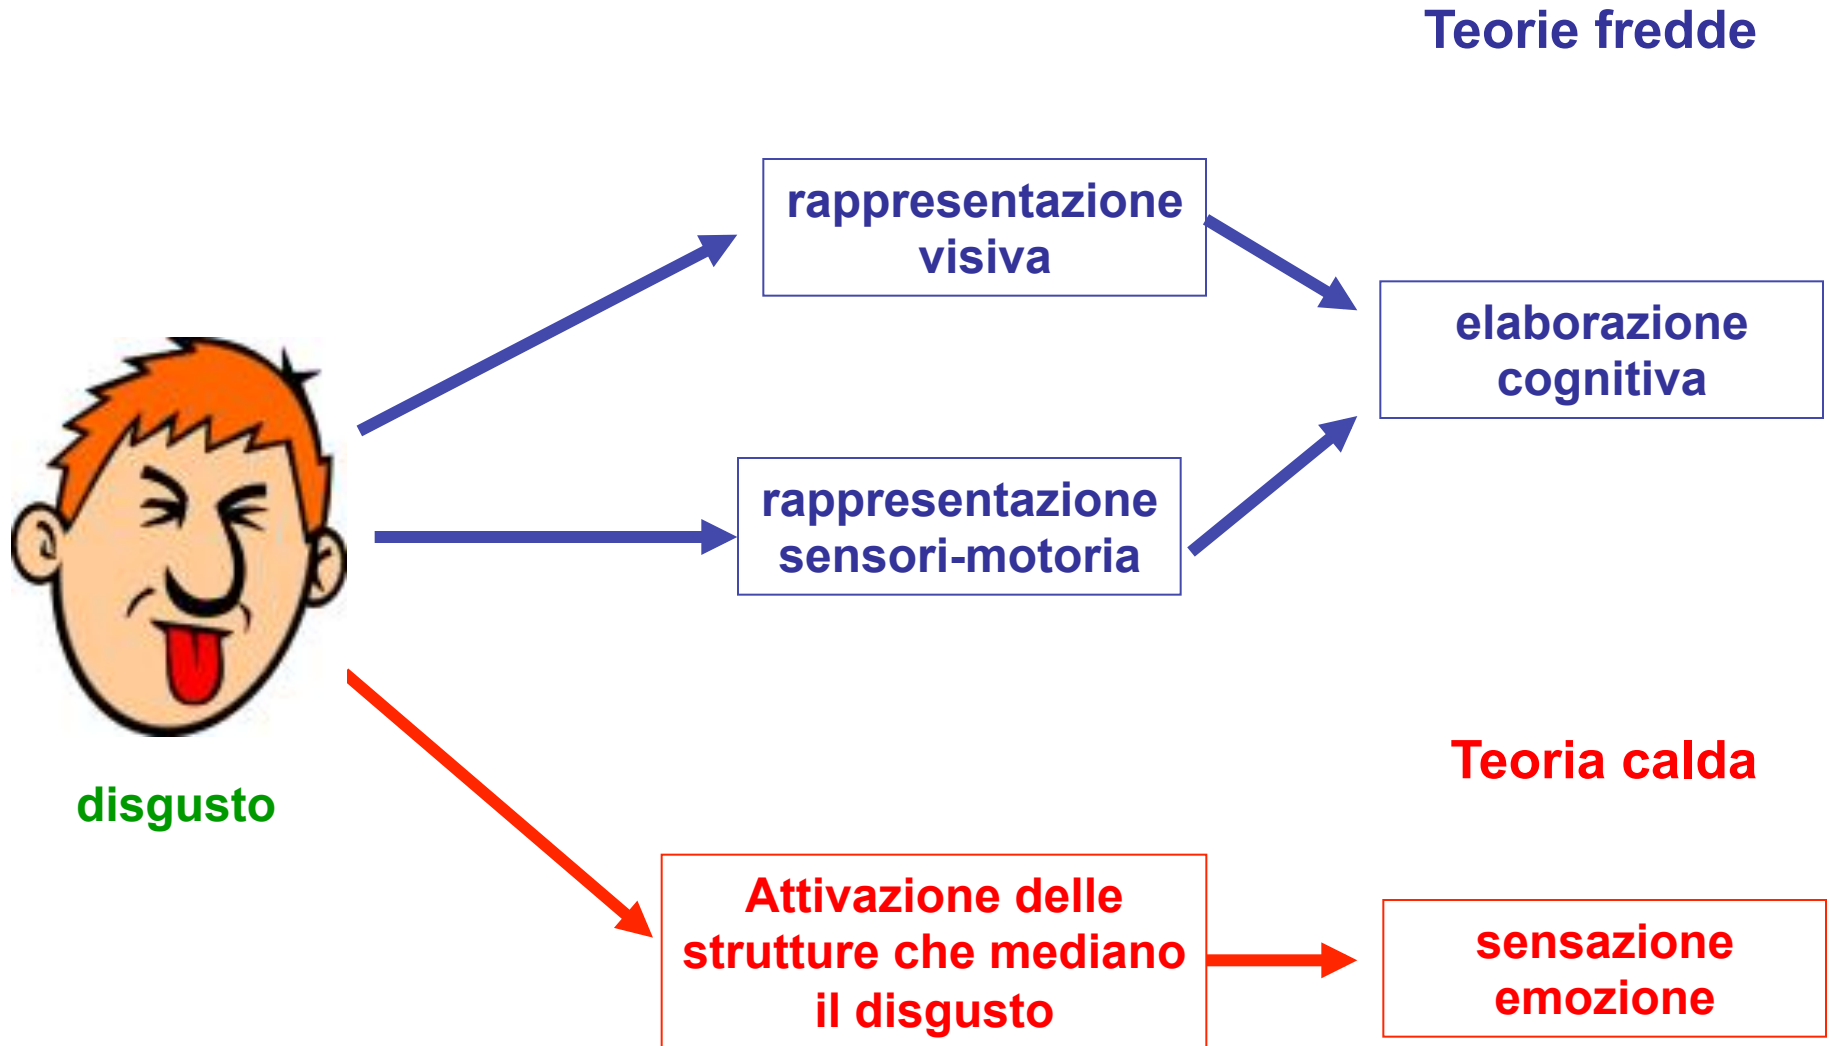 Teorie fredde
rappresentazione
visiva
elaborazione
cognitiva
rappresentazione
sensori-motoria
Teoria calda
disgusto
Attivazione delle
strutture che mediano
il disgusto
sensazione
emozione